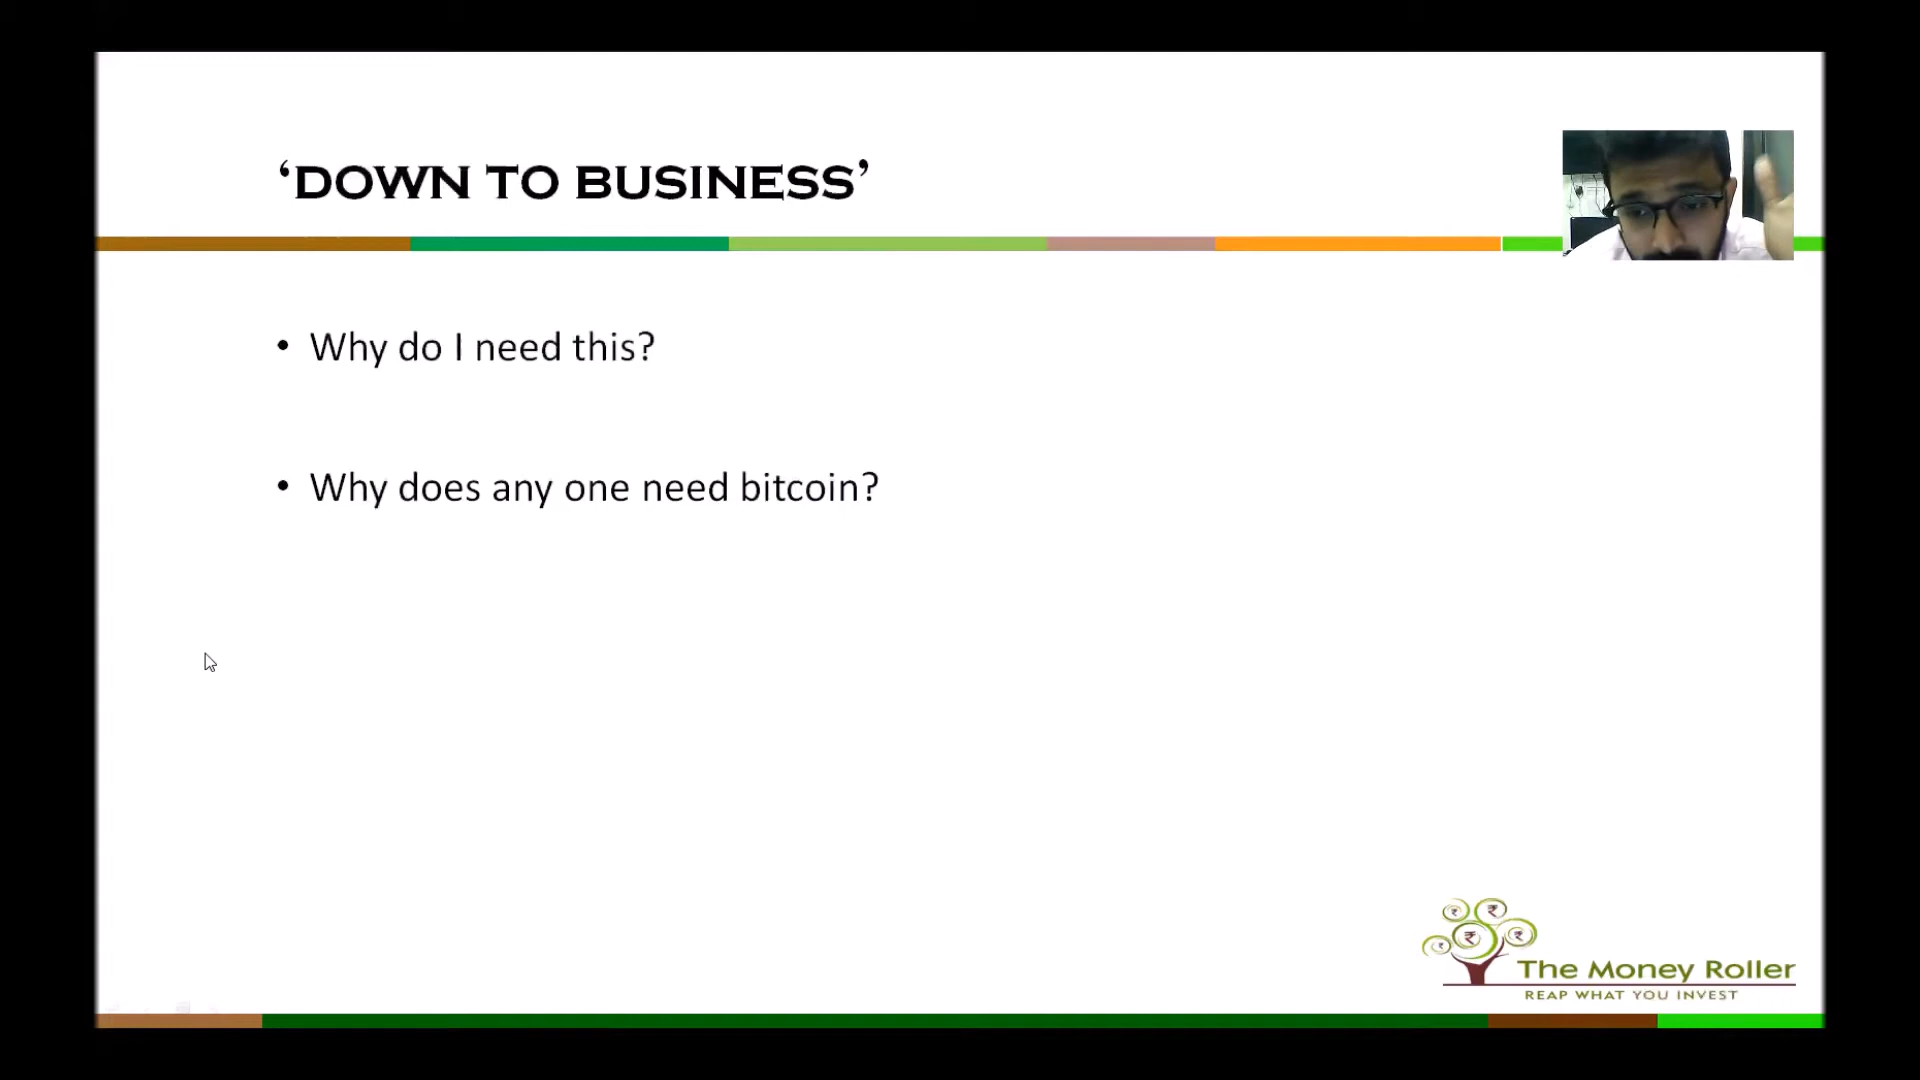 ‘DOWN TO BUSINESS’
• Why do I need this?
• Why does any one need bitcoin?
₹ ₹
₹ ₹ ₹
The Money Roller
REAP WHAT YOU INVEST